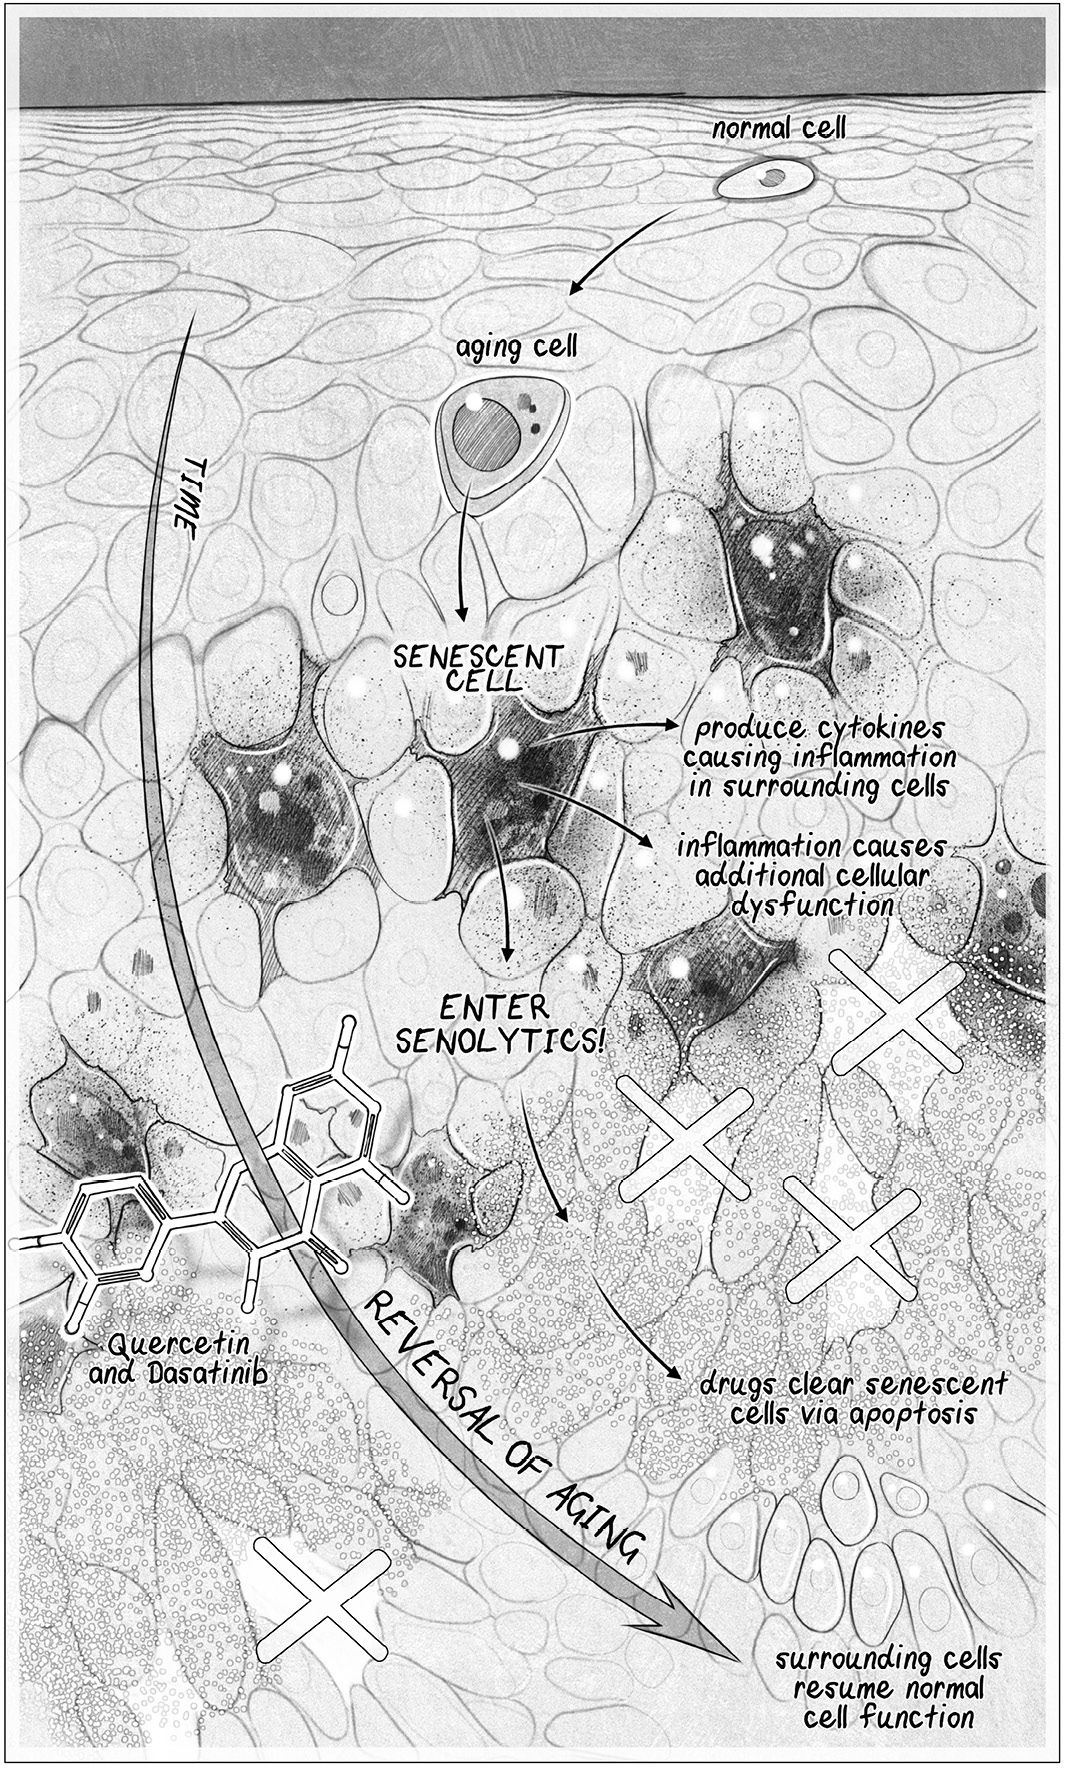 normal cell
aging cell
TIME
SENESCENT
CELL
produce cytokines
causing inflammation
in surrounding cells
inflammation causes
additional cellular
dysfunction
ENTER
SENOLYTICS!
Quercetin
and Dasatinib
REVERSAL OF AGING
drugs clear senescent
cells via apoptosis
surrounding cells
resume normal
cell function